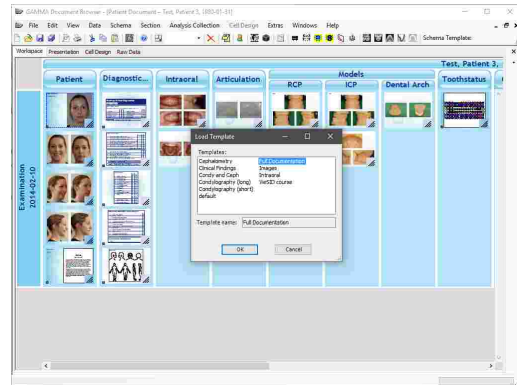 GAMMA Document Browser - [Patient Document - Test, Patient 3, 1890-01-31]
File Edit View Data Schema Section Analysis Collection Cell Design Extras Windows Help
Schema Template:
Workspace Presentation Cell Design Raw Data
Test, Patient 3,
Patient Diagnostic... Intraoral Articulation Models Toothstatus
RCP ICP Dental Arch
Examination
2014-02-10
Load Template
Templates:
Cephalometry Full Documentation
Clinical Findings Images
Condy and Ceph Intraoral
Condylography (long) VieSID course
Condylography (short)
default
Template name: Full Documentation
OK Cancel